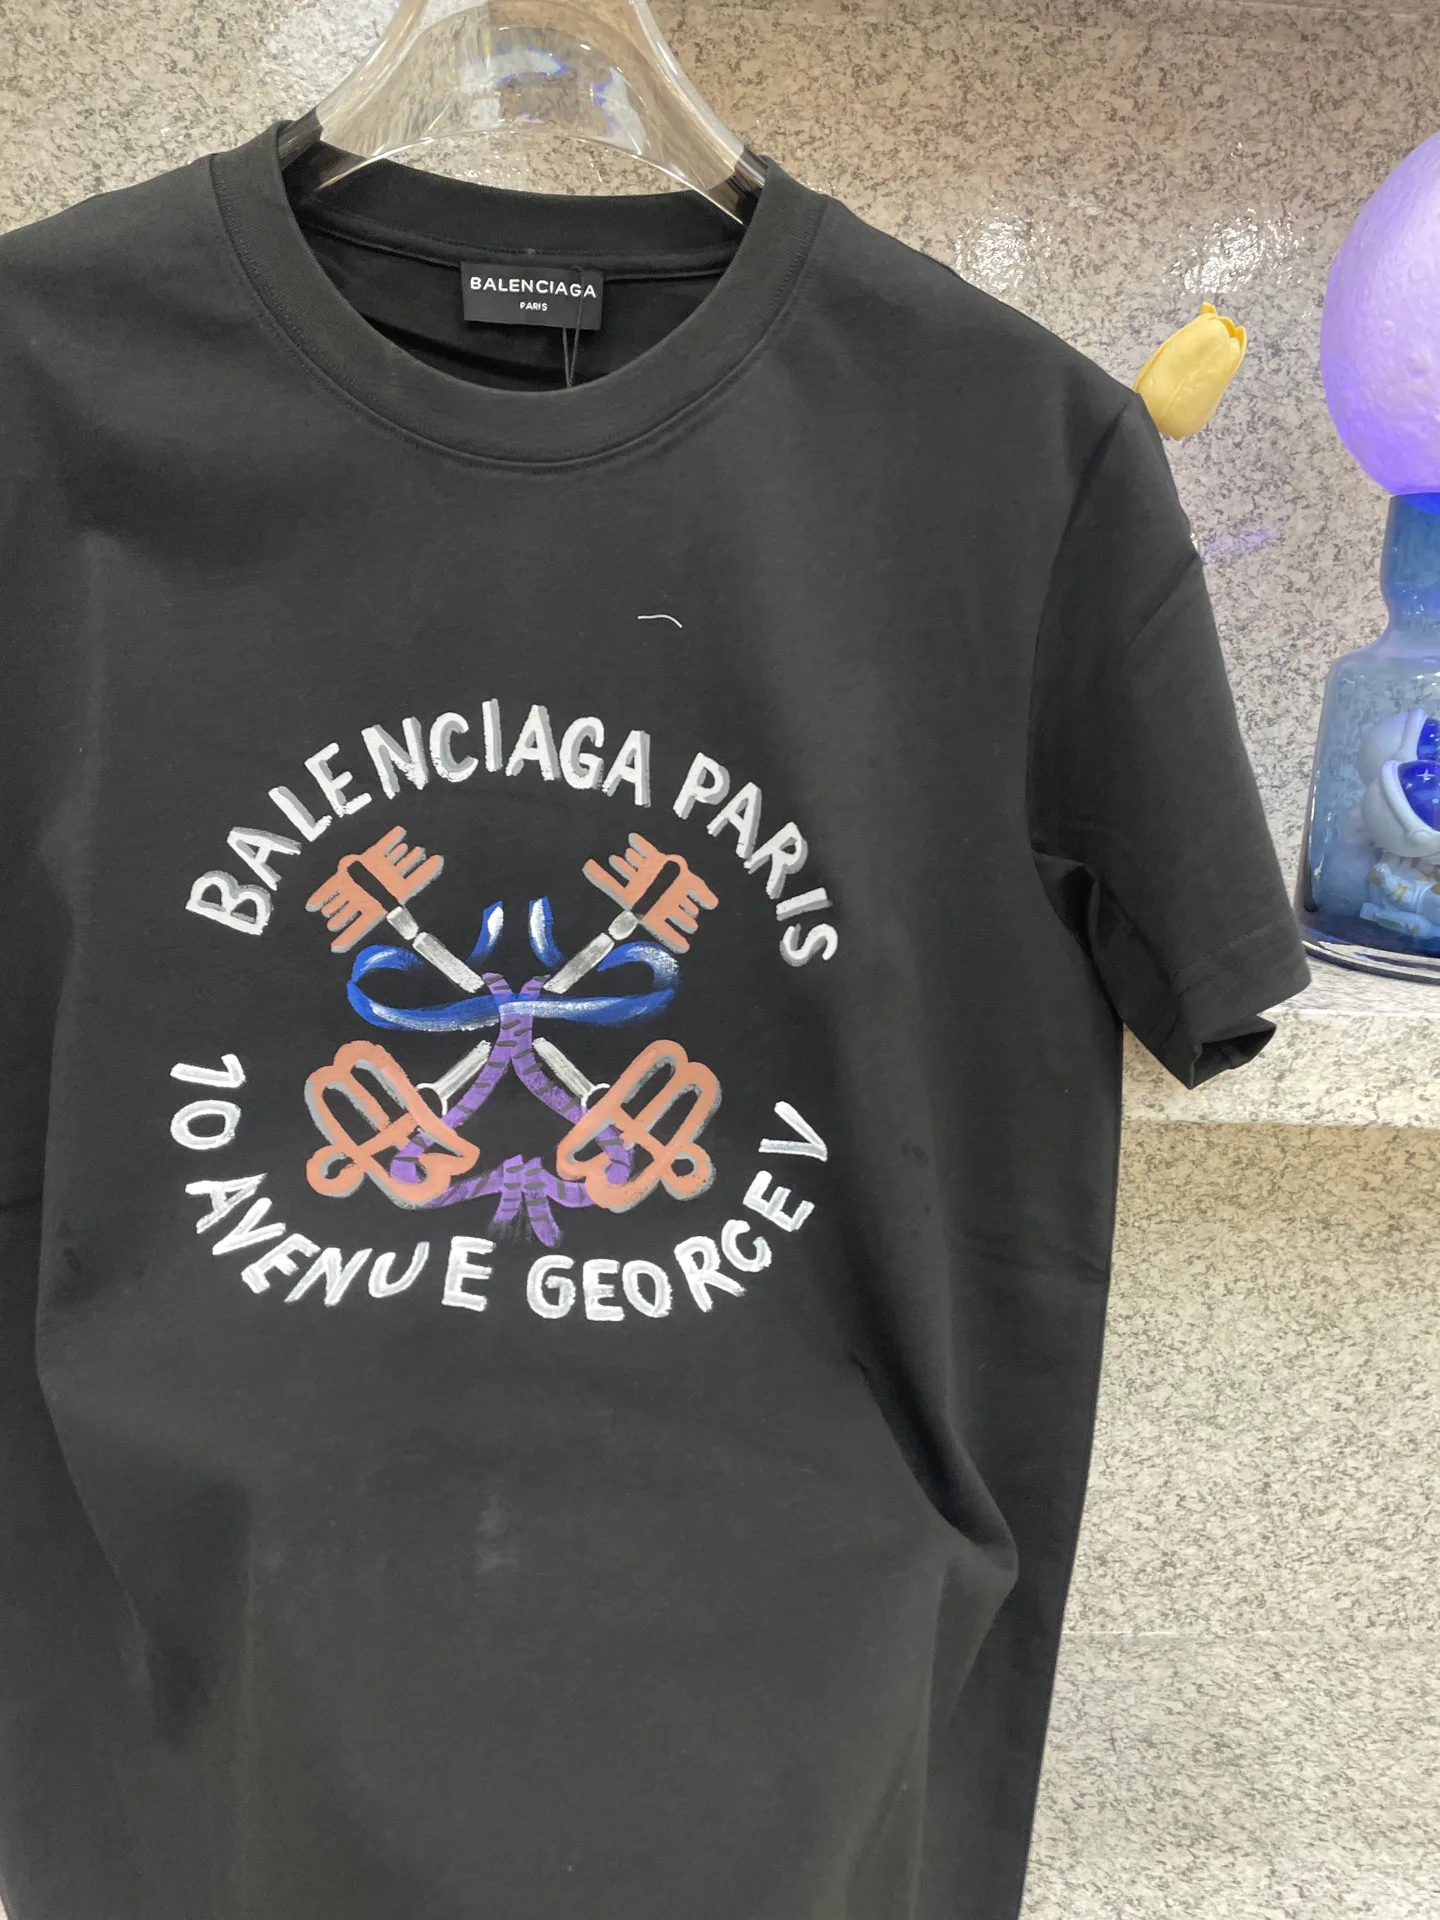 BALENCIAGA
PARIS
BALENCIAGA PARIS
10 AVENUE GEORGE V